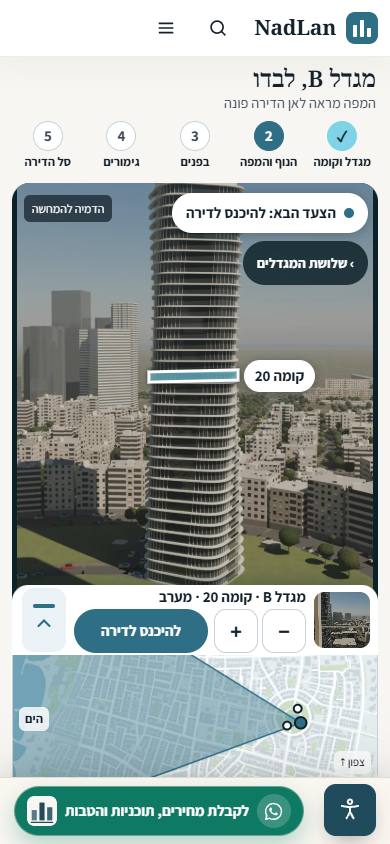 NadLan
מגדל B, לבדו
המפה מראה לאן הדירה פונה
✓ 2 3 4 5
מגדל וקומה הנוף והמפה בפנים גימורים סל הדירה
הצעד הבא: להיכנס לדירה
הדמיה להמחשה
‹ שלושת המגדלים
קומה 20
מגדל B · קומה 20 · מערב
− + להיכנס לדירה
הים
צפון ↑
לקבלת מחירים, תוכניות והטבות